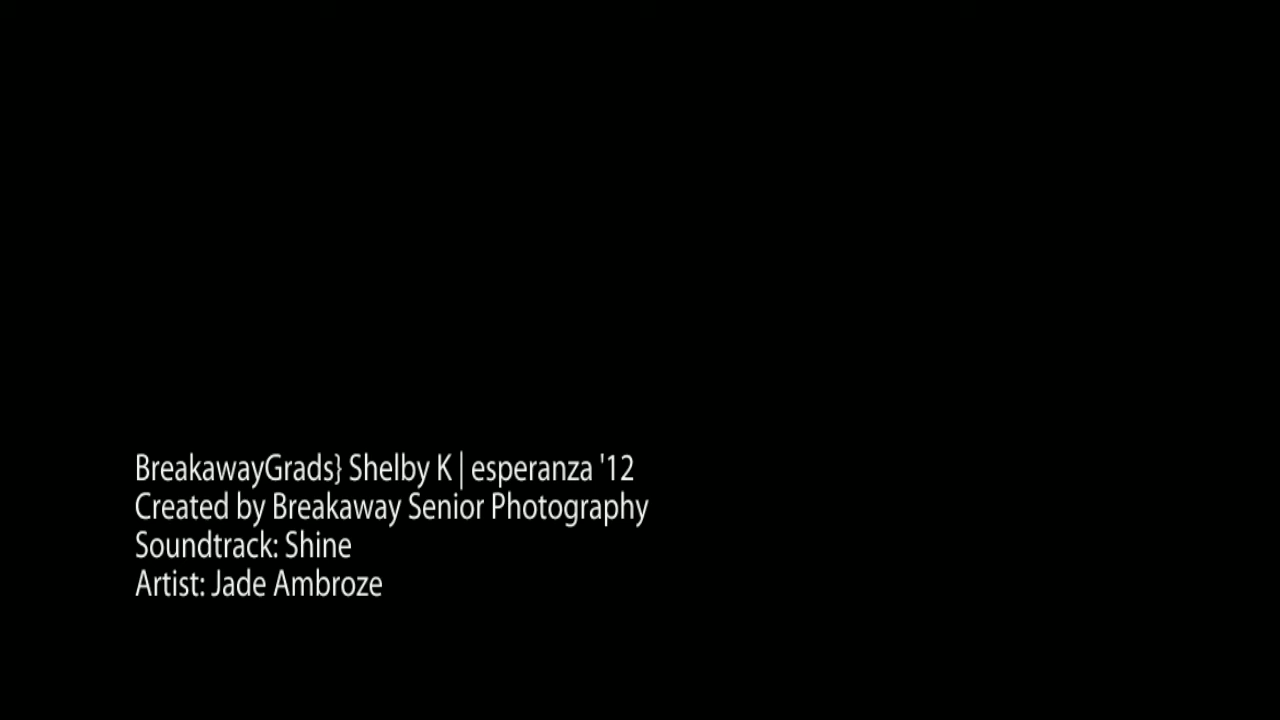 BreakawayGrads} Shelby K | esperanza '12
Created by Breakaway Senior Photography
Soundtrack: Shine
Artist: Jade Ambroze